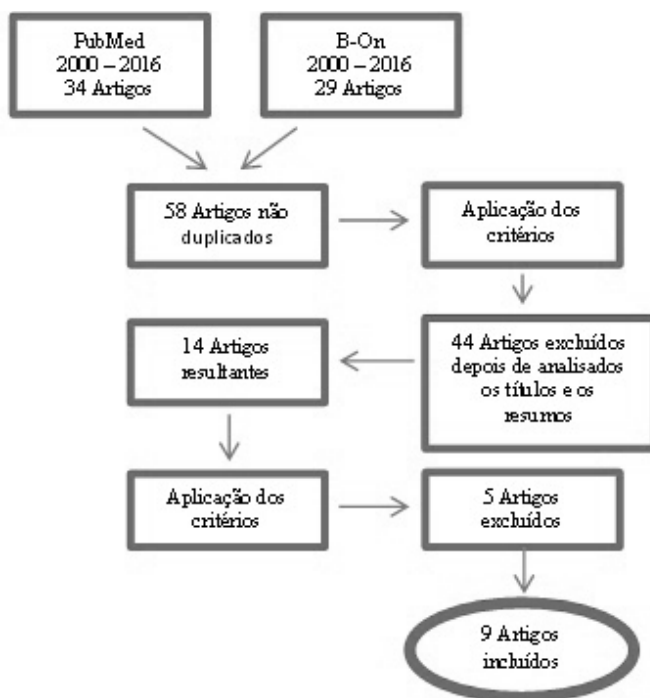 PubMed
2000 – 2016
34 Artigos
B-On
2000 – 2016
29 Artigos
58 Artigos não
duplicados
Aplicação dos
critérios
44 Artigos excluídos
depois de analisados
os títulos e os
resumos
14 Artigos
resultantes
Aplicação dos
critérios
5 Artigos
excluídos
9 Artigos
incluídos